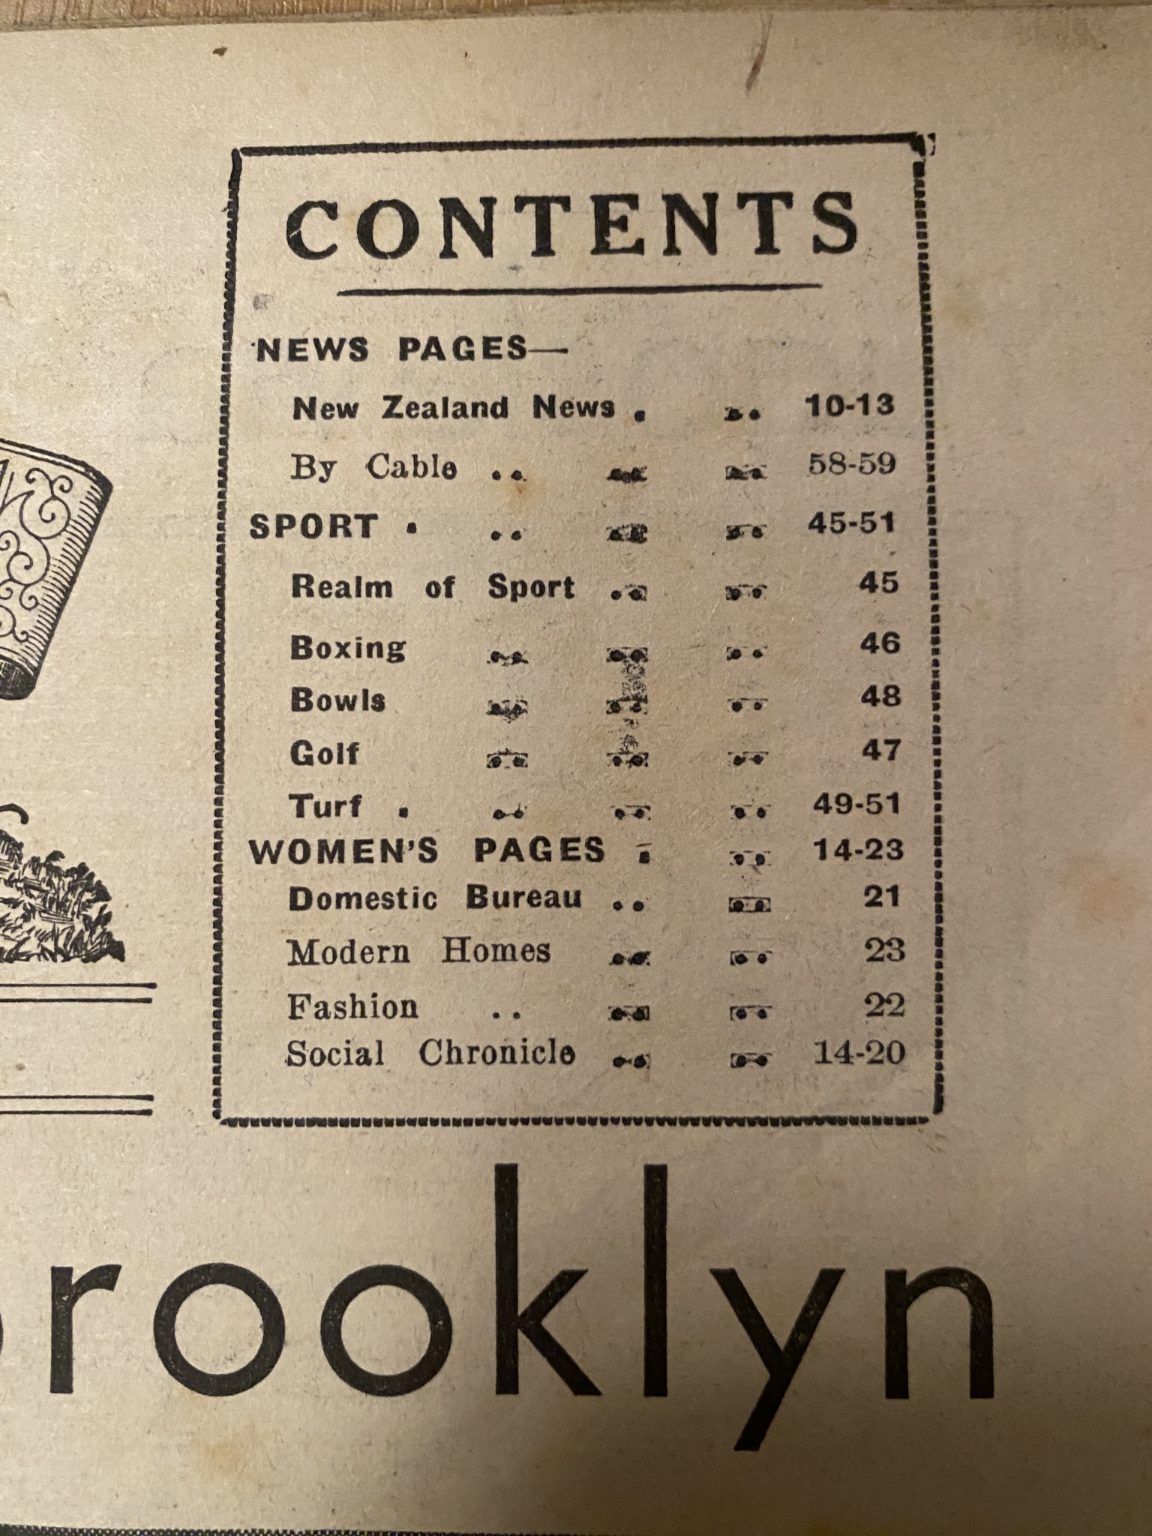 CONTENTS
NEWS PAGES—
New Zealand News . .. 10-13
By Cable .. .. .. 58-59
SPORT . .. .. .. 45-51
Realm of Sport .. .. 45
Boxing .. .. .. 46
Bowls .. .. .. 48
Golf .. .. .. 47
Turf . .. .. .. 49-51
WOMEN'S PAGES . .. 14-23
Domestic Bureau .. .. 21
Modern Homes .. .. 23
Fashion .. .. .. 22
Social Chronicle .. .. 14-20
rooklyn